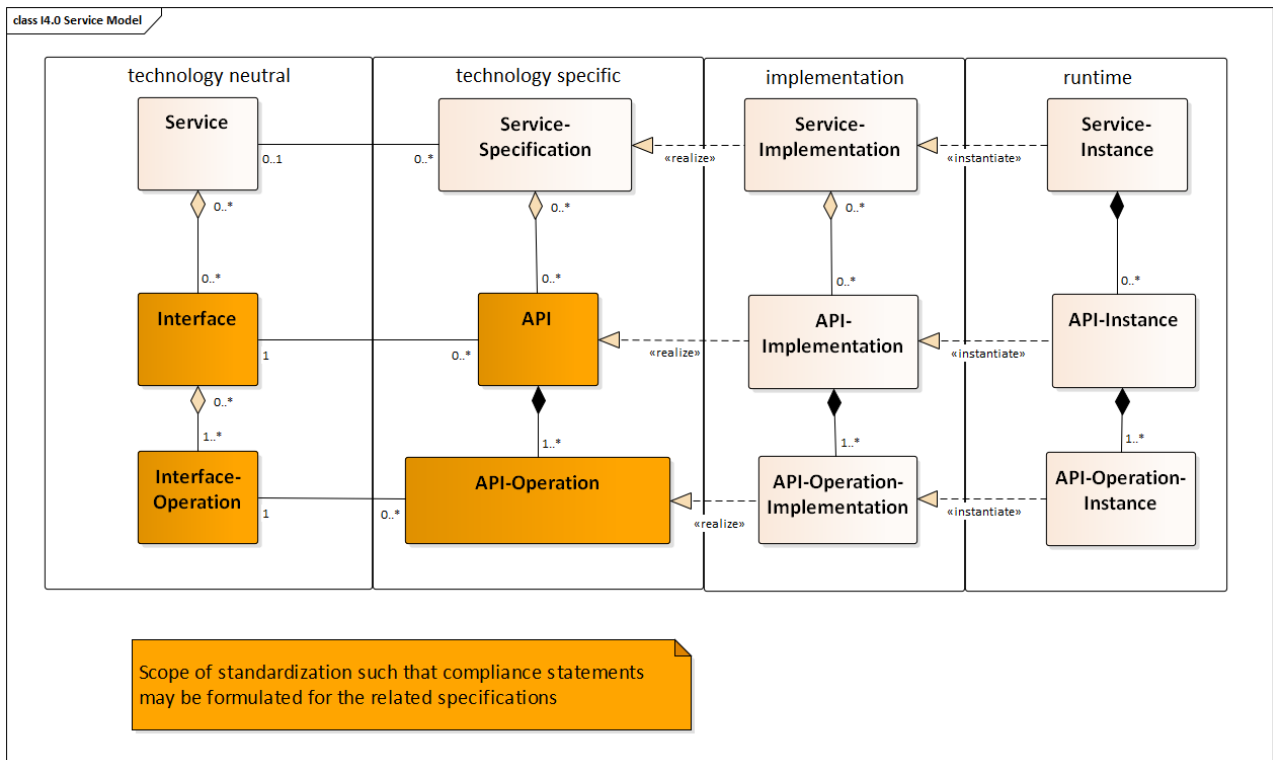 class I4.0 Service Model
technology neutral
technology specific
implementation
runtime
Service
Service-
Specification
Service-
Implementation
Service-
Instance
0..1
0..*
«realize»
«instantiate»
0..*
0..*
0..*
0..*
0..*
0..*
0..*
Interface
API
API-
Implementation
API-Instance
1
0..*
«realize»
«instantiate»
0..*
1..*
1..*
1..*
1..*
Interface-
Operation
API-Operation
API-Operation-
Implementation
API-Operation-
Instance
1
0..*
«realize»
«instantiate»
Scope of standardization such that compliance statements
may be formulated for the related specifications